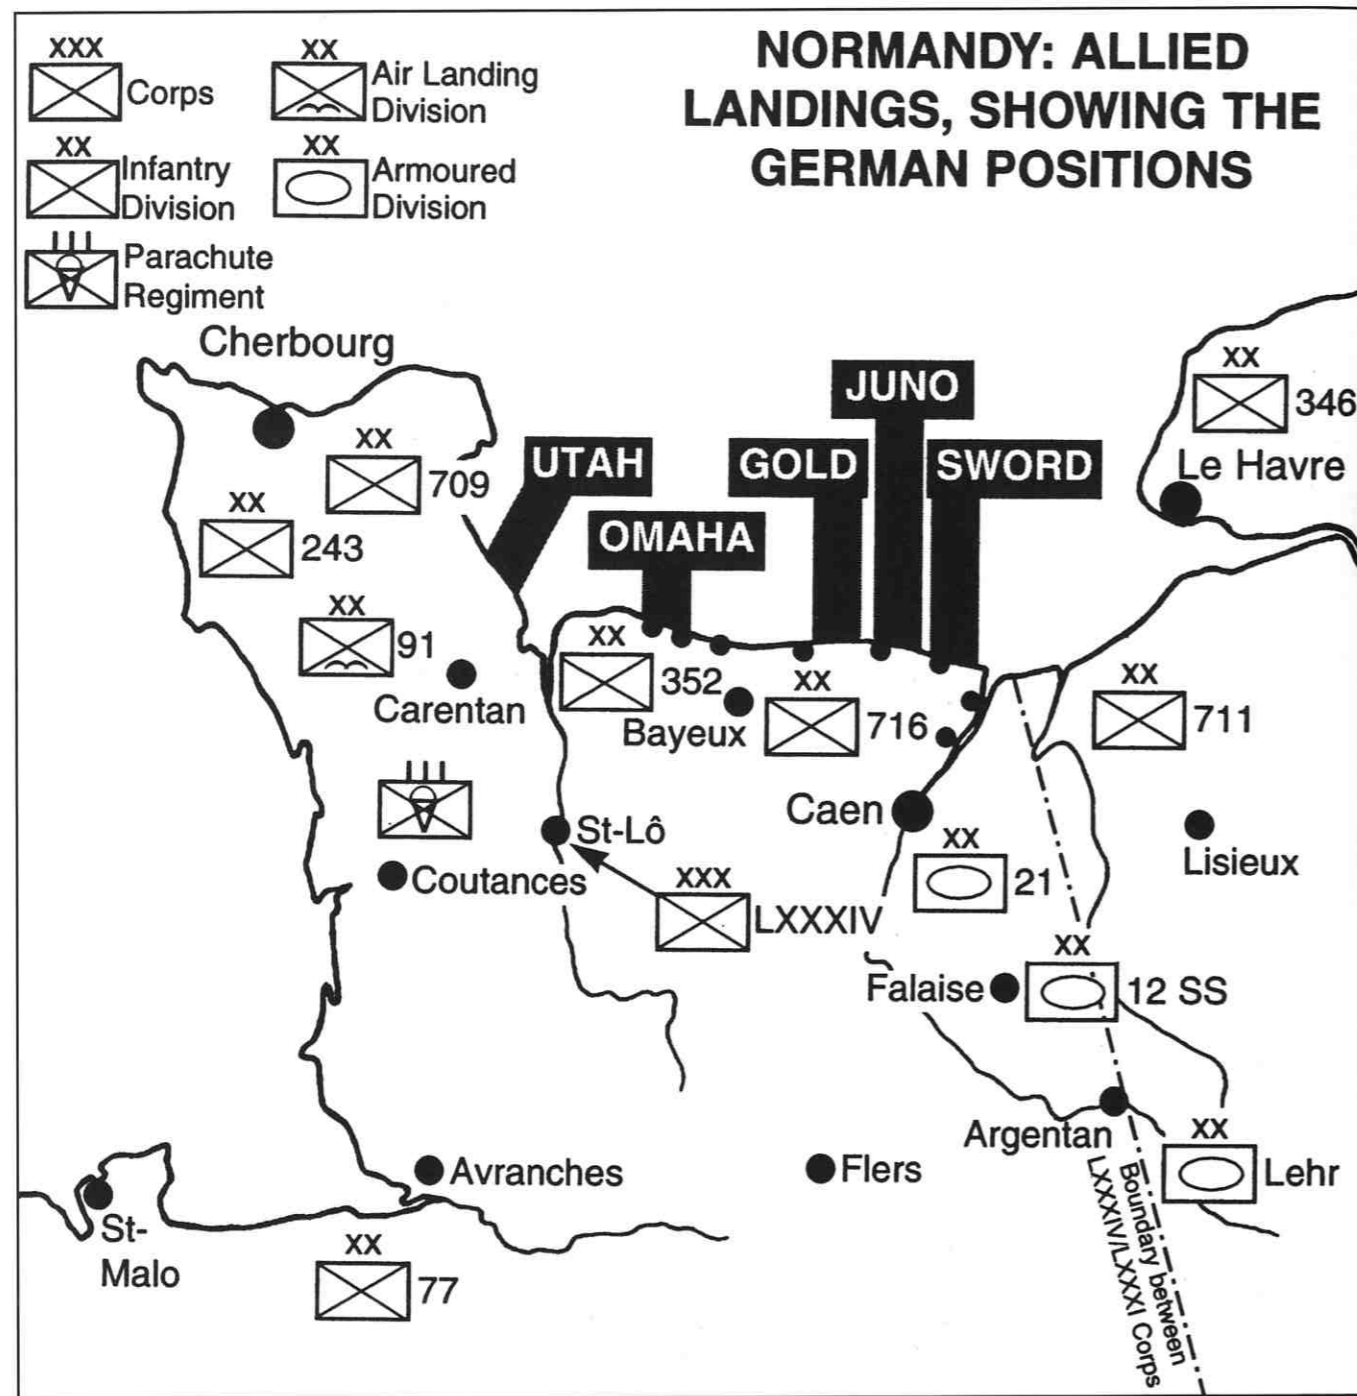 NORMANDY: ALLIED
LANDINGS, SHOWING THE
GERMAN POSITIONS
XXX
Corps
XX
Air Landing
Division
XX
Infantry
Division
XX
Armoured
Division
III
Parachute
Regiment
Cherbourg
XX
709
XX
243
XX
91
Carentan
UTAH
OMAHA
GOLD
JUNO
SWORD
XX
346
Le Havre
XX
352
Bayeux
XX
716
XX
711
Caen
Lisieux
III
Coutances
St-Lô
XXX
LXXXIV
XX
21
Falaise
XX
12 SS
Argentan
XX
Lehr
Avranches
Flers
St-
Malo
XX
77
Boundary between
LXXXIV/LXXXI Corps